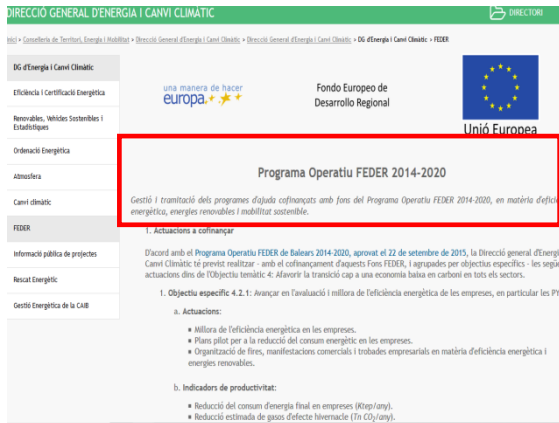 DIRECCIÓ GENERAL D'ENERGIA I CANVI CLIMÀTIC
DIRECTORI
Inici > Conselleria de Territori, Energia i Mobilitat > Direcció General d'Energia i Canvi Climàtic > Direcció General d'Energia i Canvi Climàtic > DG d'Energia i Canvi Climàtic > FEDER
DG d'Energia i Canvi Climàtic
Eficiència i Certificació Energètica
Renovables, Vehicles Sostenibles i
Estadístiques
Ordenació Energètica
Atmosfera
Canvi climàtic
FEDER
Informació pública de projectes
Rescat Energètic
Gestió Energètica de la CAIB
una manera de hacer
europa
Fondo Europeo de
Desarrollo Regional
Unió Europea
Programa Operatiu FEDER 2014-2020
Gestió i tramitació dels programes d'ajuda cofinançats amb fons del Programa Operatiu FEDER 2014-2020, en matèria d'eficiè
energètica, energies renovables i mobilitat sostenible.
1. Actuacions a cofinançar
D'acord amb el Programa Operatiu FEDER de Balears 2014-2020, aprovat el 22 de setembre de 2015, la Direcció general d'Energi
Canvi Climàtic té previst realitzar - amb el cofinançament d'aquests Fons FEDER, i agrupades per objectius específics - les següe
actuacions dins de l'Objectiu temàtic 4: Afavorir la transició cap a una economia baixa en carboni en tots els sectors.
1. Objectiu específic 4.2.1: Avançar en l'avaluació i millora de l'eficiència energètica de les empreses, en particular les PY
a. Actuacions:
Millora de l'eficiència energètica en les empreses.
Plans pilot per a la reducció del consum energètic en les empreses.
Organització de fires, manifestacions comercials i trobades empresarials en matèria d'eficiència energètica i
energies renovables.
b. Indicadors de productivitat:
Reducció del consum d'energia final en empreses (Ktep/any).
Reducció estimada de gasos d'efecte hivernacle (Tn CO₂/any).